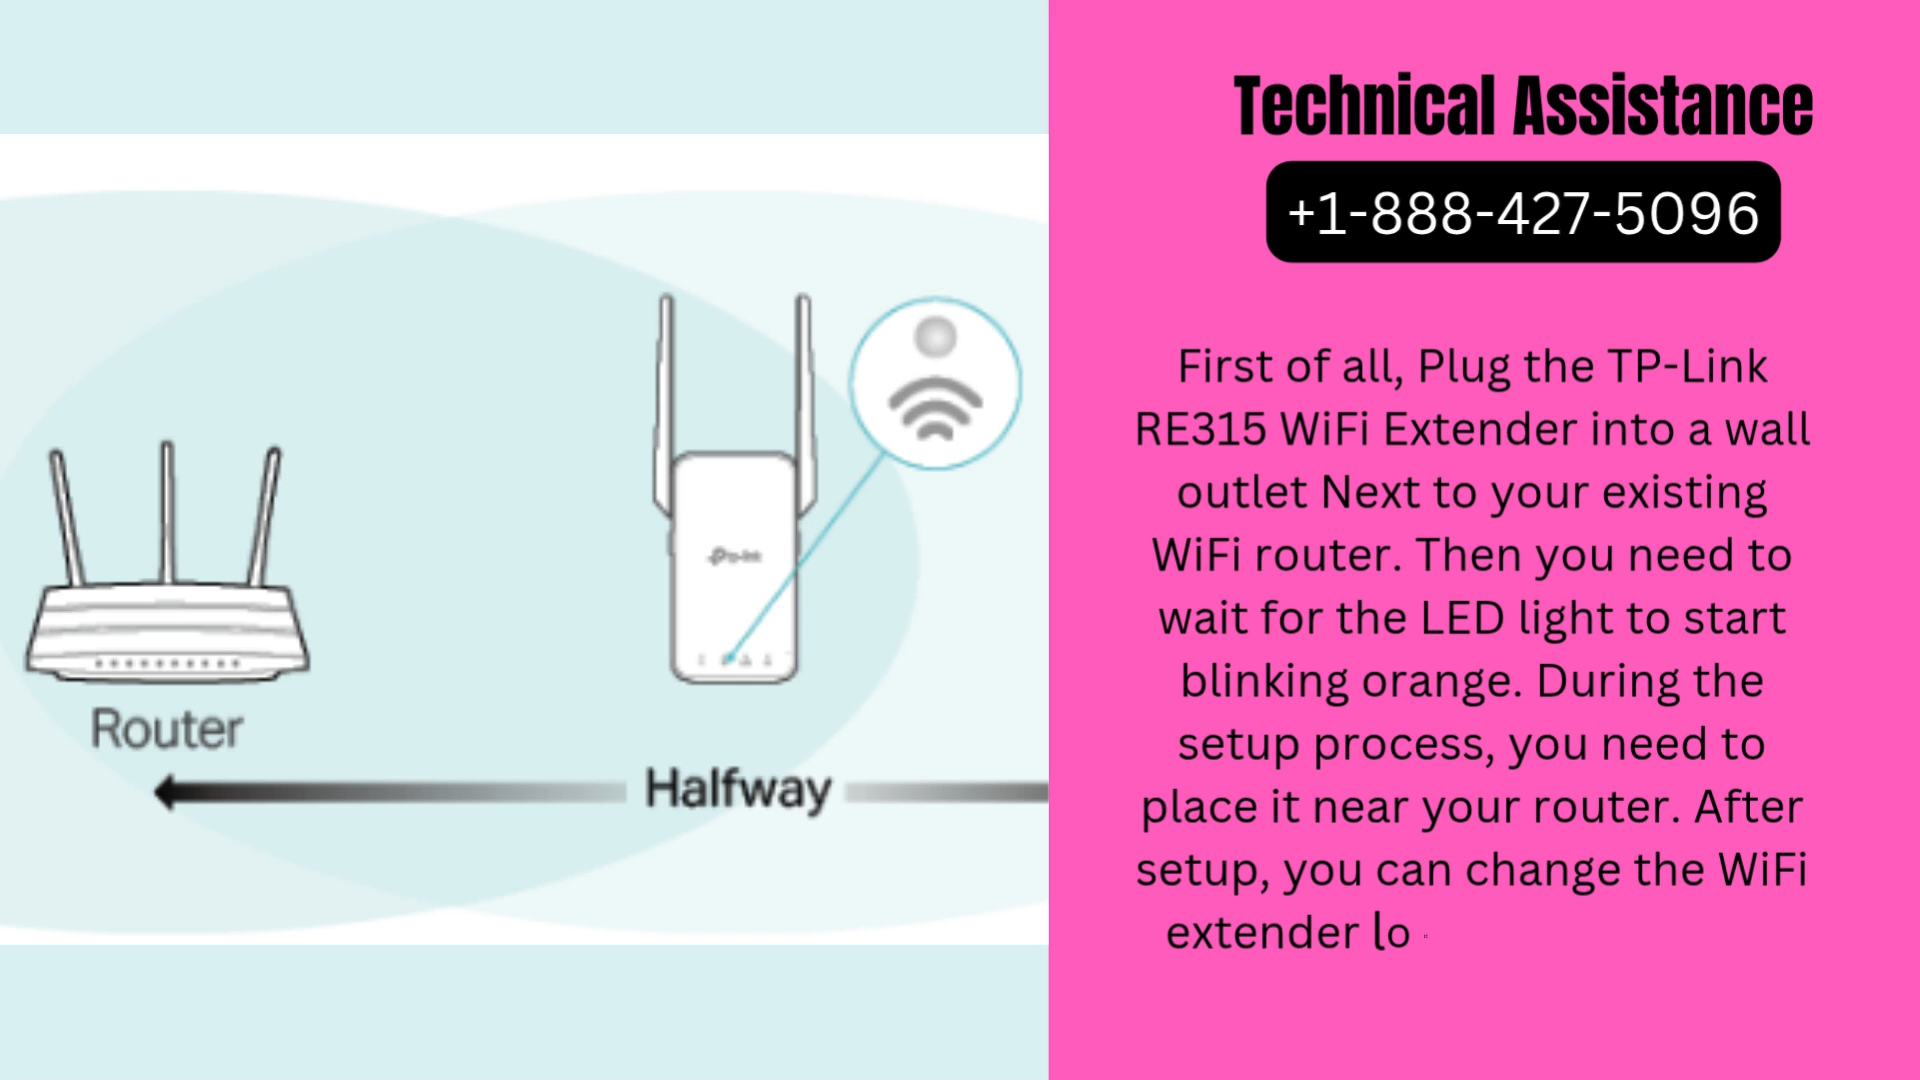 Technical Assistance
+1-888-427-5096
First of all, Plug the TP-Link
RE315 WiFi Extender into a wall
outlet Next to your existing
WiFi router. Then you need to
wait for the LED light to start
blinking orange. During the
setup process, you need to
place it near your router. After
setup, you can change the WiFi
extender lo
tp-link
Router
Halfway